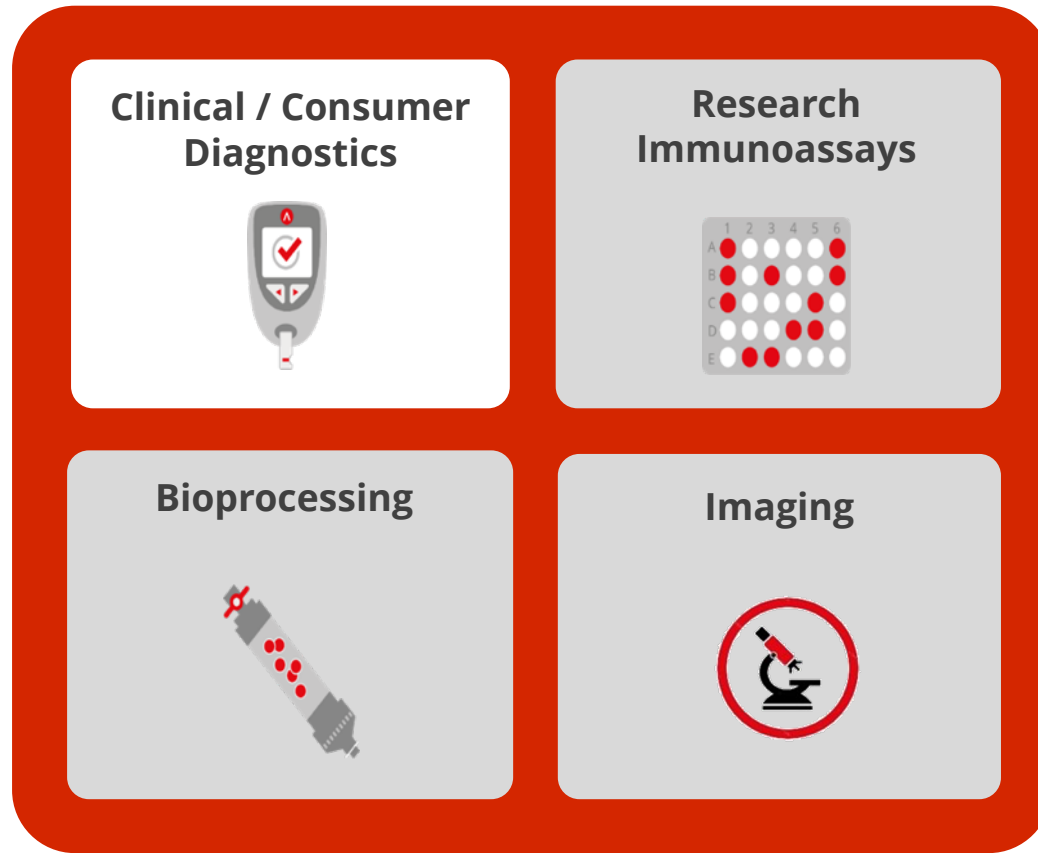 Clinical / Consumer
Diagnostics
Research
Immunoassays
1 2 3 4 5 6
A
B
C
D
E
Bioprocessing
Imaging